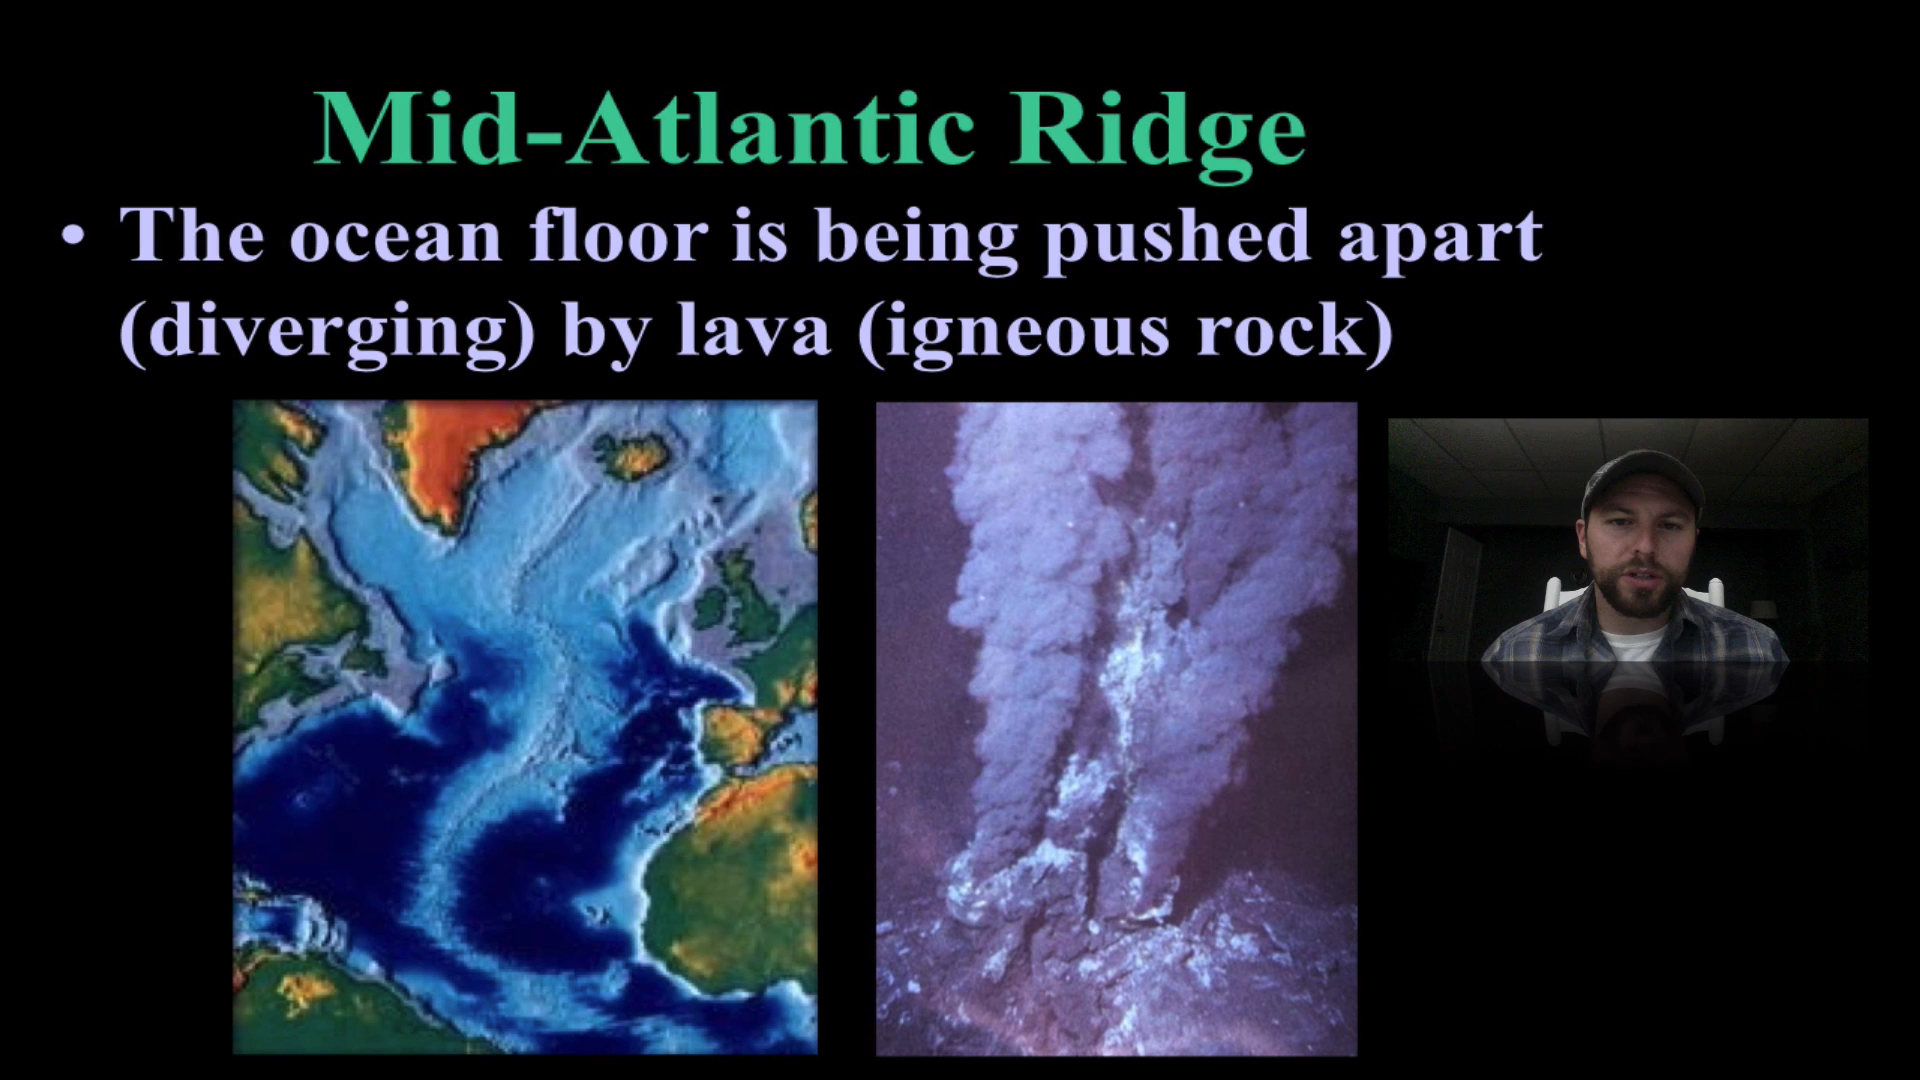 Mid-Atlantic Ridge
• The ocean floor is being pushed apart
(diverging) by lava (igneous rock)